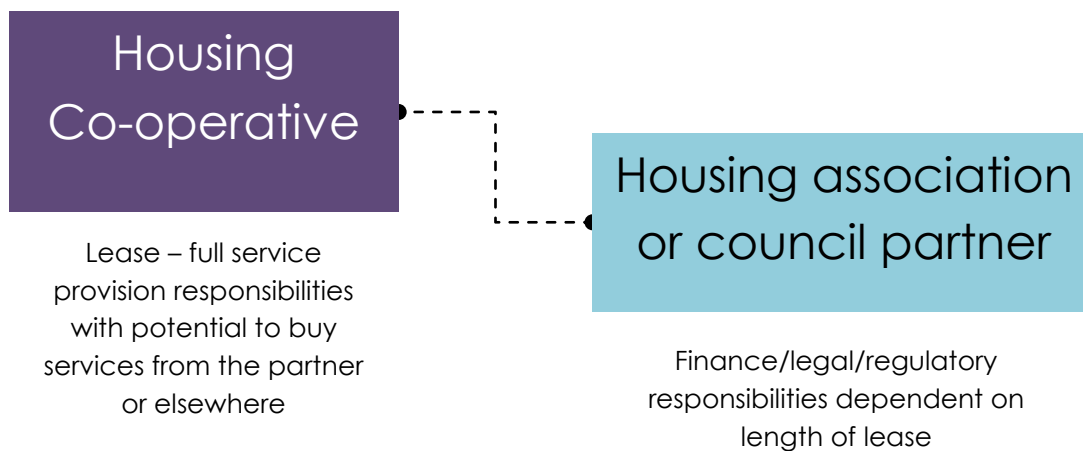 Housing
Co-operative
Lease – full service
provision responsibilities
with potential to buy
services from the partner
or elsewhere
Housing association
or council partner
Finance/legal/regulatory
responsibilities dependent on
length of lease